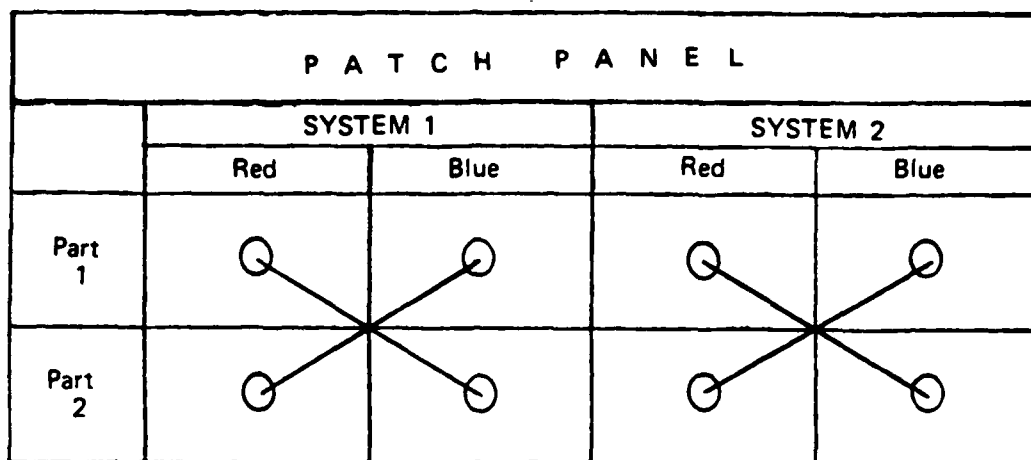 PATCH PANEL
SYSTEM 1 SYSTEM 2
Red Blue Red Blue
Part
1
Part
2